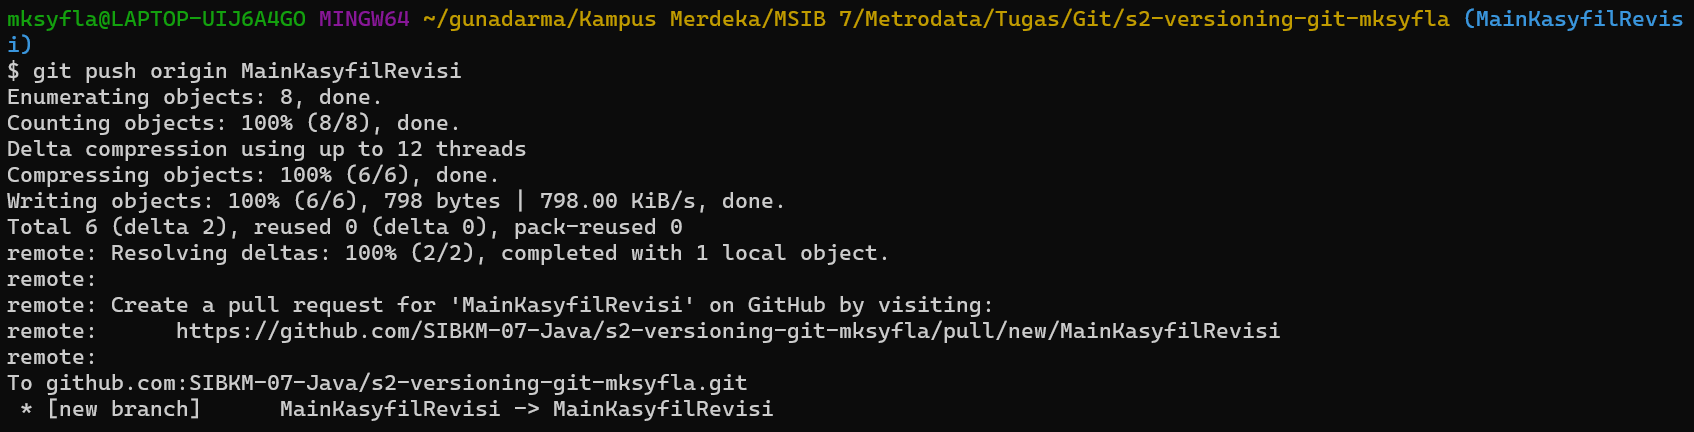 mksyfla@LAPTOP-UIJ6A4GO MINGW64 ~/gunadarma/Kampus Merdeka/MSIB 7/Metrodata/Tugas/Git/s2-versioning-git-mksyfla (MainKasyfilRevis
i)
$ git push origin MainKasyfilRevisi
Enumerating objects: 8, done.
Counting objects: 100% (8/8), done.
Delta compression using up to 12 threads
Compressing objects: 100% (6/6), done.
Writing objects: 100% (6/6), 798 bytes | 798.00 KiB/s, done.
Total 6 (delta 2), reused 0 (delta 0), pack-reused 0
remote: Resolving deltas: 100% (2/2), completed with 1 local object.
remote:
remote: Create a pull request for 'MainKasyfilRevisi' on GitHub by visiting:
remote:      https://github.com/SIBKM-07-Java/s2-versioning-git-mksyfla/pull/new/MainKasyfilRevisi
remote:
To github.com:SIBKM-07-Java/s2-versioning-git-mksyfla.git
 * [new branch]      MainKasyfilRevisi -> MainKasyfilRevisi